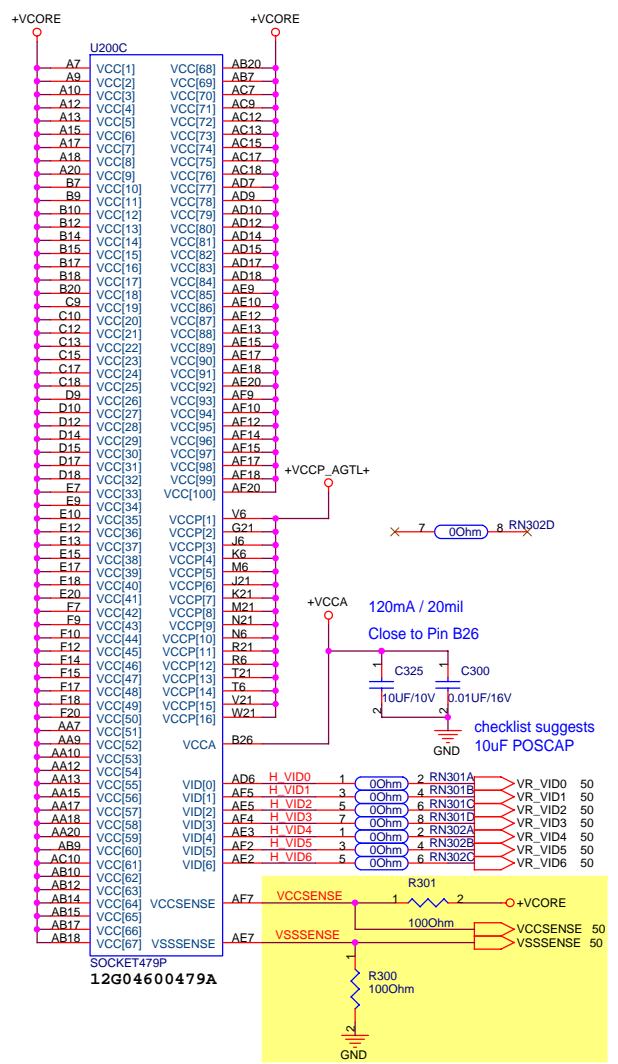 +VCORE +VCORE
U200C
A7 VCC[1] VCC[68] AB20
A9 VCC[2] VCC[69] AB7
A10 VCC[3] VCC[70] AC7
A12 VCC[4] VCC[71] AC9
A13 VCC[5] VCC[72] AC12
A15 VCC[6] VCC[73] AC13
A17 VCC[7] VCC[74] AC15
A18 VCC[8] VCC[75] AC17
A20 VCC[9] VCC[76] AC18
B7 VCC[10] VCC[77] AD7
B9 VCC[11] VCC[78] AD9
B10 VCC[12] VCC[79] AD10
B12 VCC[13] VCC[80] AD12
B14 VCC[14] VCC[81] AD14
B15 VCC[15] VCC[82] AD15
B17 VCC[16] VCC[83] AD17
B18 VCC[17] VCC[84] AD18
B20 VCC[18] VCC[85] AE9
C9 VCC[19] VCC[86] AE10
C10 VCC[20] VCC[87] AE12
C12 VCC[21] VCC[88] AE13
C13 VCC[22] VCC[89] AE15
C15 VCC[23] VCC[90] AE17
C17 VCC[24] VCC[91] AE18
C18 VCC[25] VCC[92] AE20
D9 VCC[26] VCC[93] AF9
D10 VCC[27] VCC[94] AF10
D12 VCC[28] VCC[95] AF12
D14 VCC[29] VCC[96] AF14
D15 VCC[30] VCC[97] AF15
D17 VCC[31] VCC[98] AF17
D18 VCC[32] VCC[99] AF18
E7 VCC[33] VCC[100] AF20
+VCCP_AGTL+
E9 VCC[34]
E10 VCC[35] VCCP[1] V6
E12 VCC[36] VCCP[2] G21
7 0Ohm 8 RN302D
E13 VCC[37] VCCP[3] J6
E15 VCC[38] VCCP[4] K6
E17 VCC[39] VCCP[5] M6
E18 VCC[40] VCCP[6] J21
E20 VCC[41] VCCP[7] K21
F7 VCC[42] VCCP[8] M21
F9 VCC[43] VCCP[9] N21
F10 VCC[44] VCCP[10] N6
F12 VCC[45] VCCP[11] R21
F14 VCC[46] VCCP[12] R6
F15 VCC[47] VCCP[13] T21
F17 VCC[48] VCCP[14] T6
F18 VCC[49] VCCP[15] V21
F20 VCC[50] VCCP[16] W21
+VCCA 120mA / 20mil
Close to Pin B26
1 C325 1 C300
10UF/10V 0.01UF/16V
2 2
GND
checklist suggests
10uF POSCAP
AA7 VCC[51]
AA9 VCC[52] VCCA B26
AA10 VCC[53]
AA12 VCC[54]
AA13 VCC[55] VID[0] AD6 H_VID0 1 0Ohm 2 RN301A VR_VID0 50
AA15 VCC[56] VID[1] AF5 H_VID1 3 0Ohm 4 RN301B VR_VID1 50
AA17 VCC[57] VID[2] AE5 H_VID2 5 0Ohm 6 RN301C VR_VID2 50
AA18 VCC[58] VID[3] AF4 H_VID3 7 0Ohm 8 RN301D VR_VID3 50
AA20 VCC[59] VID[4] AE3 H_VID4 1 0Ohm 2 RN302A VR_VID4 50
AB9 VCC[60] VID[5] AF2 H_VID5 3 0Ohm 4 RN302B VR_VID5 50
AC10 VCC[61] VID[6] AE2 H_VID6 5 0Ohm 6 RN302C VR_VID6 50
AB10 VCC[62]
AB12 VCC[63]
R301
AB14 VCC[64] VCCSENSE AF7 VCCSENSE 1 2 +VCORE
AB15 VCC[65]
100Ohm VCCSENSE 50
AB17 VCC[66]
AB18 VCC[67] VSSSENSE AE7 VSSSENSE VSSSENSE 50
SOCKET479P
12G04600479A
1
R300
100Ohm
2
GND